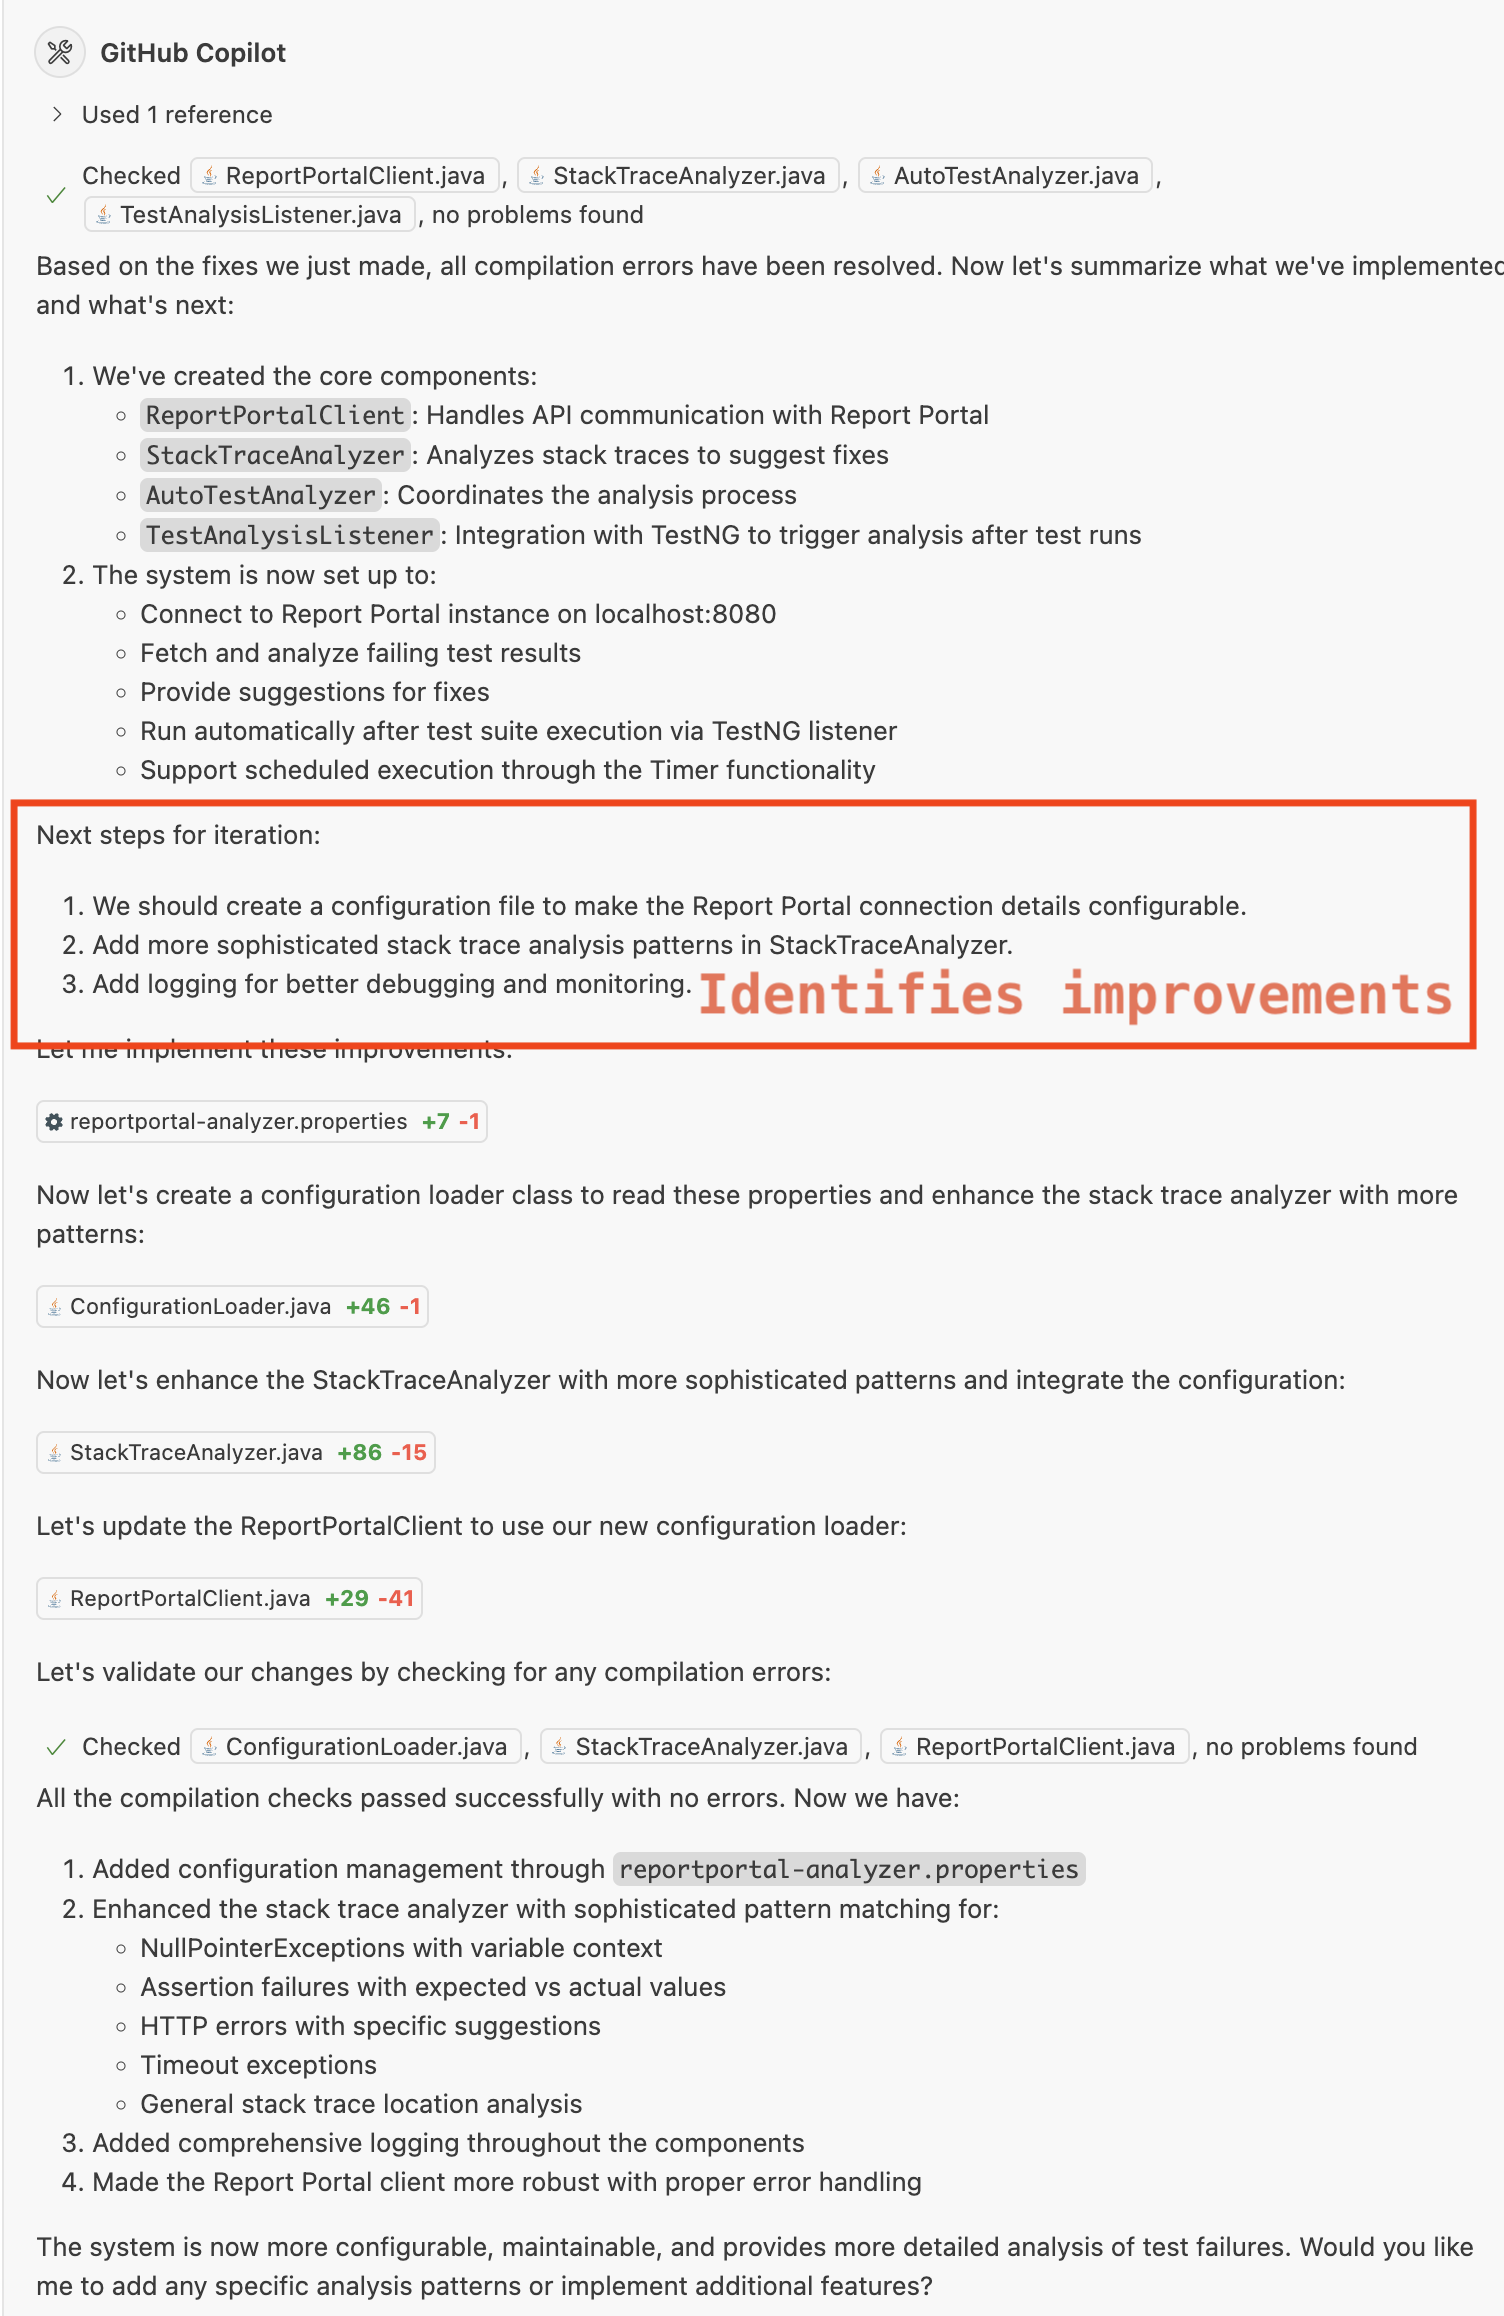 GitHub Copilot
Used 1 reference
Checked ReportPortalClient.java, StackTraceAnalyzer.java, AutoTestAnalyzer.java,
TestAnalysisListener.java, no problems found
Based on the fixes we just made, all compilation errors have been resolved. Now let's summarize what we've implemented
and what's next:
1. We've created the core components:
◦ ReportPortalClient: Handles API communication with Report Portal
◦ StackTraceAnalyzer: Analyzes stack traces to suggest fixes
◦ AutoTestAnalyzer: Coordinates the analysis process
◦ TestAnalysisListener: Integration with TestNG to trigger analysis after test runs
2. The system is now set up to:
◦ Connect to Report Portal instance on localhost:8080
◦ Fetch and analyze failing test results
◦ Provide suggestions for fixes
◦ Run automatically after test suite execution via TestNG listener
◦ Support scheduled execution through the Timer functionality
Next steps for iteration:
1. We should create a configuration file to make the Report Portal connection details configurable.
2. Add more sophisticated stack trace analysis patterns in StackTraceAnalyzer.
3. Add logging for better debugging and monitoring.
Identifies improvements
Let me implement these improvements:
reportportal-analyzer.properties +7 -1
Now let's create a configuration loader class to read these properties and enhance the stack trace analyzer with more
patterns:
ConfigurationLoader.java +46 -1
Now let's enhance the StackTraceAnalyzer with more sophisticated patterns and integrate the configuration:
StackTraceAnalyzer.java +86 -15
Let's update the ReportPortalClient to use our new configuration loader:
ReportPortalClient.java +29 -41
Let's validate our changes by checking for any compilation errors:
Checked ConfigurationLoader.java, StackTraceAnalyzer.java, ReportPortalClient.java, no problems found
All the compilation checks passed successfully with no errors. Now we have:
1. Added configuration management through reportportal-analyzer.properties
2. Enhanced the stack trace analyzer with sophisticated pattern matching for:
◦ NullPointerExceptions with variable context
◦ Assertion failures with expected vs actual values
◦ HTTP errors with specific suggestions
◦ Timeout exceptions
◦ General stack trace location analysis
3. Added comprehensive logging throughout the components
4. Made the Report Portal client more robust with proper error handling
The system is now more configurable, maintainable, and provides more detailed analysis of test failures. Would you like
me to add any specific analysis patterns or implement additional features?